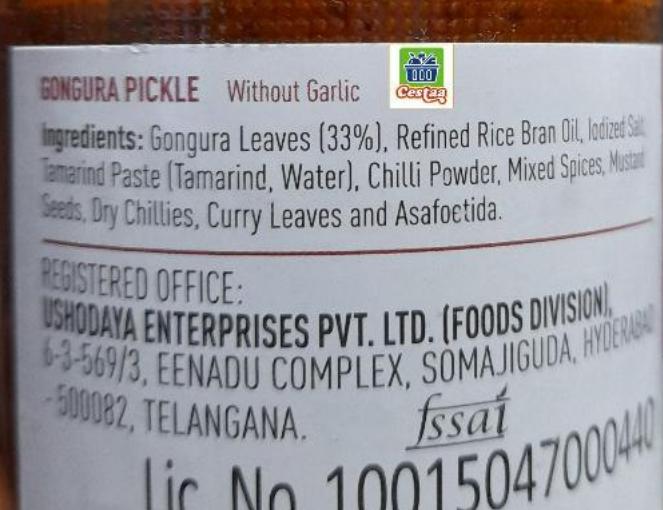 GONGURA PICKLE Without Garlic
Cestaa
Ingredients: Gongura Leaves (33%), Refined Rice Bran Oil, Iodized Salt,
Tamarind Paste (Tamarind, Water), Chilli Powder, Mixed Spices, Mustard
Seeds, Dry Chillies, Curry Leaves and Asafoetida.
REGISTERED OFFICE:
USHODAYA ENTERPRISES PVT. LTD. (FOODS DIVISION),
6-3-569/3, EENADU COMPLEX, SOMAJIGUDA, HYDERABAD
- 500082, TELANGANA.
fssai
Lic. No. 10015047000440